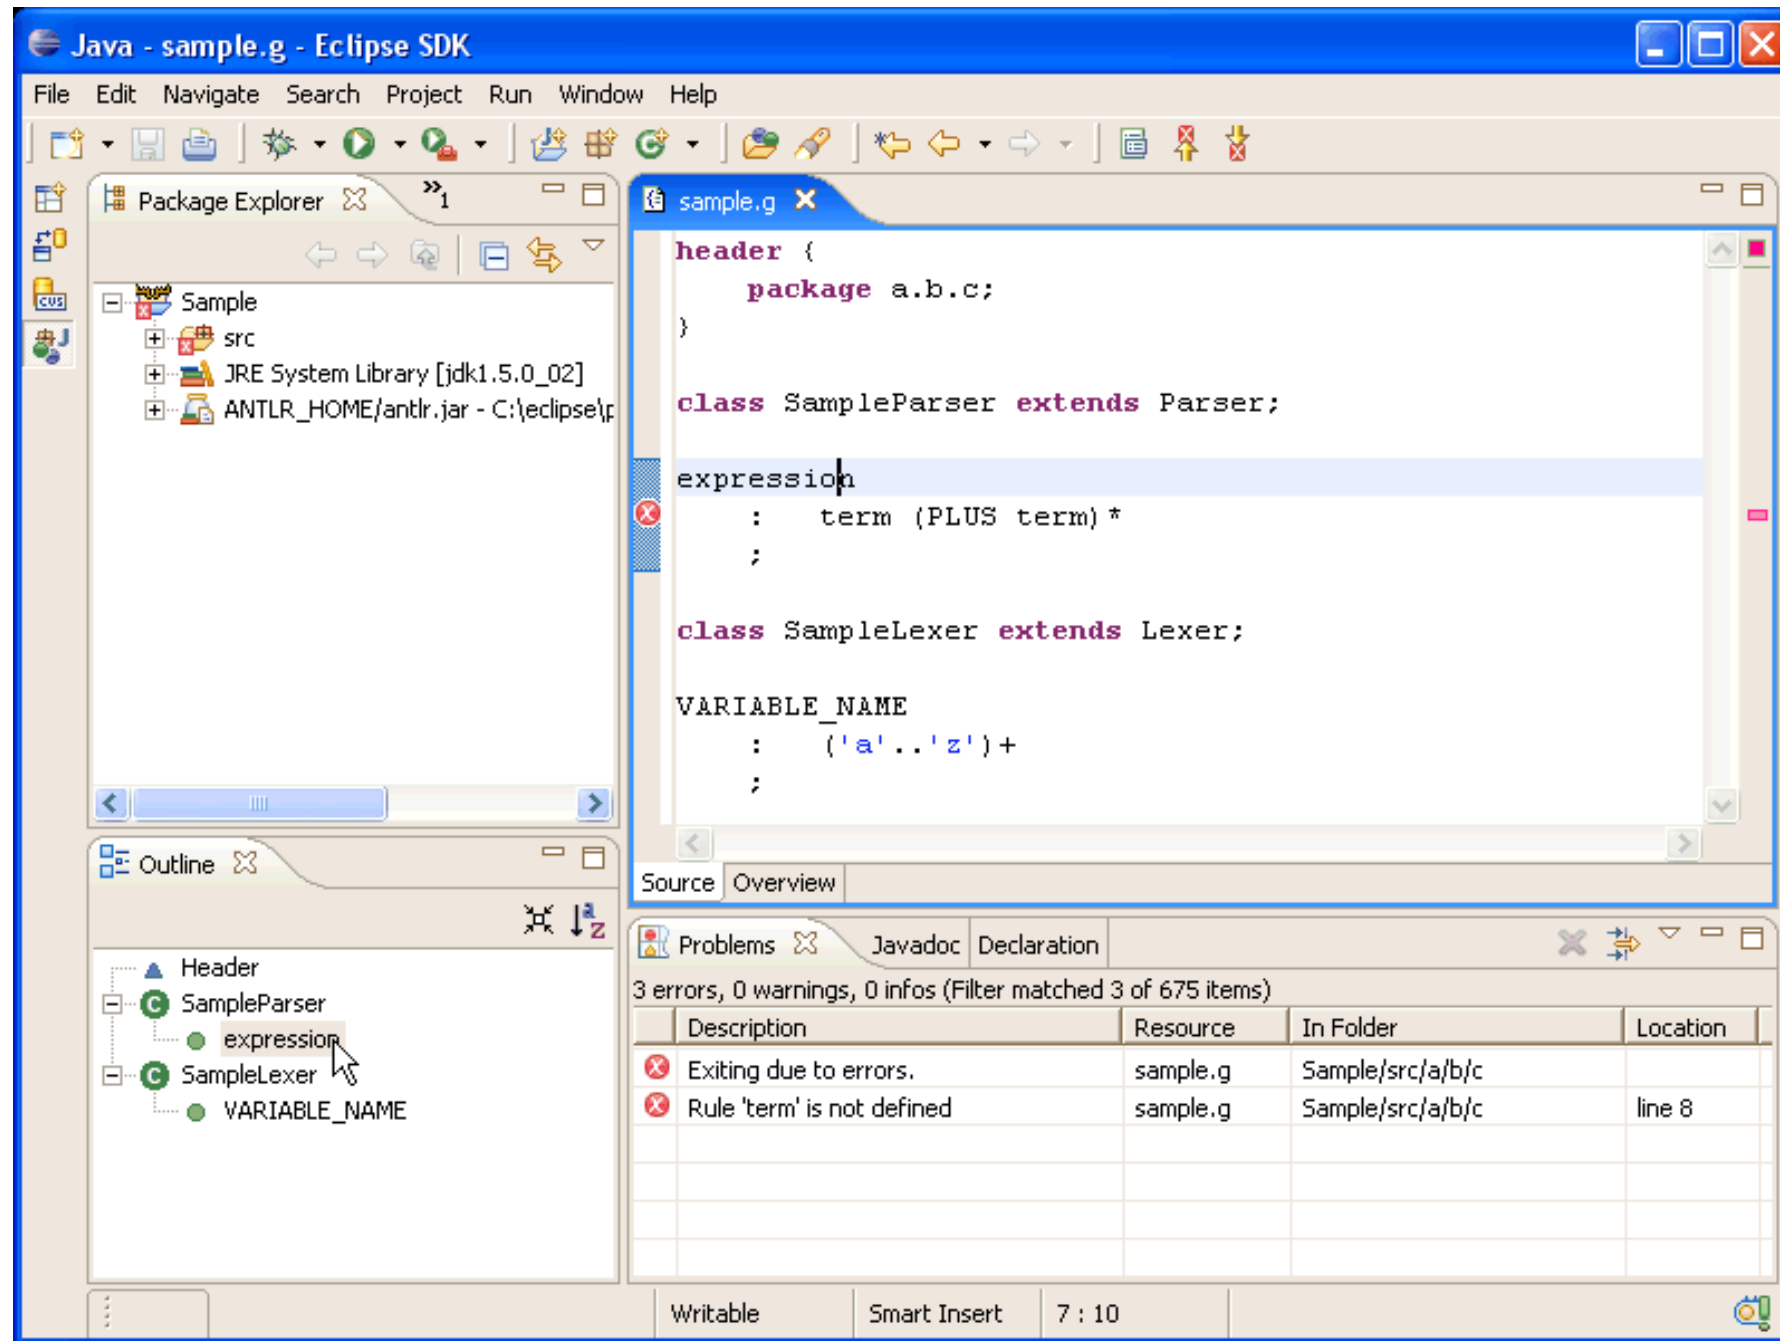 Java - sample.g - Eclipse SDK
File Edit Navigate Search Project Run Window Help
Package Explorer »1
Sample
src
JRE System Library [jdk1.5.0_02]
ANTLR_HOME/antlr.jar - C:\eclipse\p
CVS
J
sample.g
header {
package a.b.c;
}
class SampleParser extends Parser;
expression
: term (PLUS term)*
;
class SampleLexer extends Lexer;
VARIABLE_NAME
: ('a'..'z')+
;
Source Overview
Outline
a
z
Header
SampleParser
expression
SampleLexer
VARIABLE_NAME
Problems Javadoc Declaration
3 errors, 0 warnings, 0 infos (Filter matched 3 of 675 items)
Description Resource In Folder Location
Exiting due to errors. sample.g Sample/src/a/b/c
Rule 'term' is not defined sample.g Sample/src/a/b/c line 8
Writable Smart Insert 7 : 10